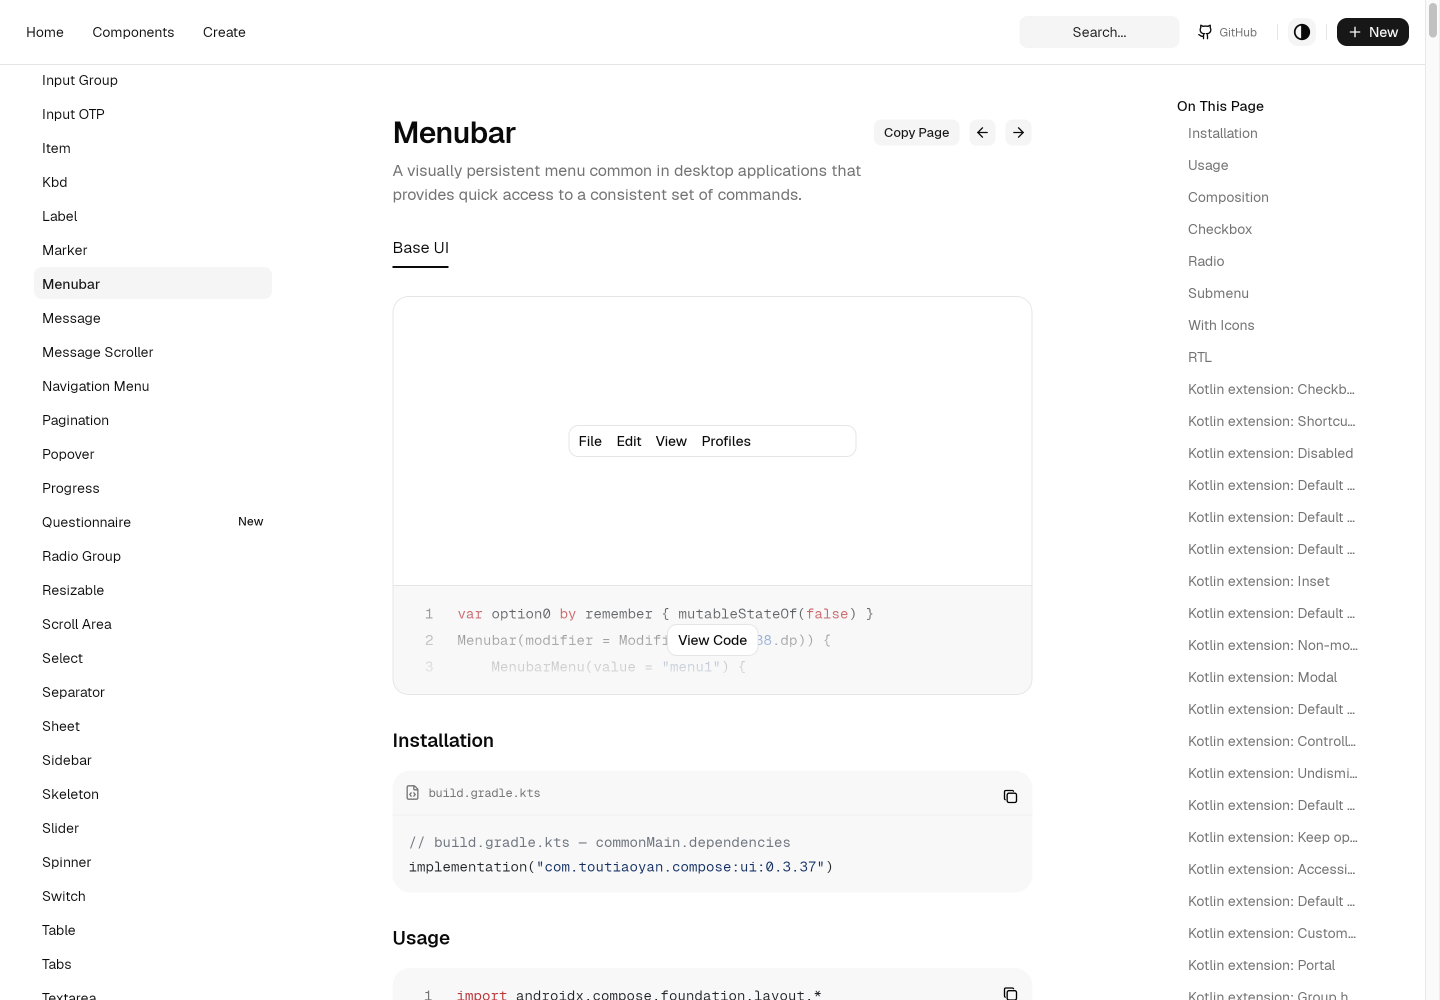 Home
Components
Create
Search...
GitHub
New
Input Group
Input OTP
Item
Kbd
Label
Marker
Menubar
Message
Message Scroller
Navigation Menu
Pagination
Popover
Progress
Questionnaire New
Radio Group
Resizable
Scroll Area
Select
Separator
Sheet
Sidebar
Skeleton
Slider
Spinner
Switch
Table
Tabs
Textarea
Menubar
Copy Page
A visually persistent menu common in desktop applications that
provides quick access to a consistent set of commands.
Base UI
File Edit View Profiles
1 var option0 by remember { mutableStateOf(false) }
2 Menubar(modifier = Modifi 88.dp)) {
View Code
3 MenubarMenu(value = "menu1") {
Installation
build.gradle.kts
// build.gradle.kts — commonMain.dependencies
implementation("com.toutiaoyan.compose:ui:0.3.37")
Usage
1 import androidx.compose.foundation.layout.*
On This Page
Installation
Usage
Composition
Checkbox
Radio
Submenu
With Icons
RTL
Kotlin extension: Checkb...
Kotlin extension: Shortcu...
Kotlin extension: Disabled
Kotlin extension: Default ...
Kotlin extension: Default ...
Kotlin extension: Default ...
Kotlin extension: Inset
Kotlin extension: Default ...
Kotlin extension: Non-mo...
Kotlin extension: Modal
Kotlin extension: Default ...
Kotlin extension: Controll...
Kotlin extension: Undismi...
Kotlin extension: Default ...
Kotlin extension: Keep op...
Kotlin extension: Accessi...
Kotlin extension: Default ...
Kotlin extension: Custom...
Kotlin extension: Portal
Kotlin extension: Group h...